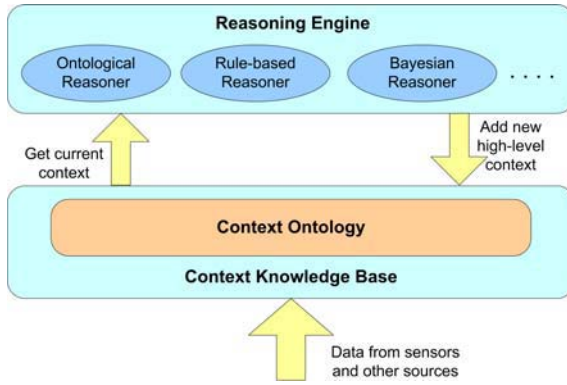 Reasoning Engine
Ontological
Reasoner
Rule-based
Reasoner
Bayesian
Reasoner
. . . .
Get current
context
Add new
high-level
context
Context Ontology
Context Knowledge Base
Data from sensors
and other sources